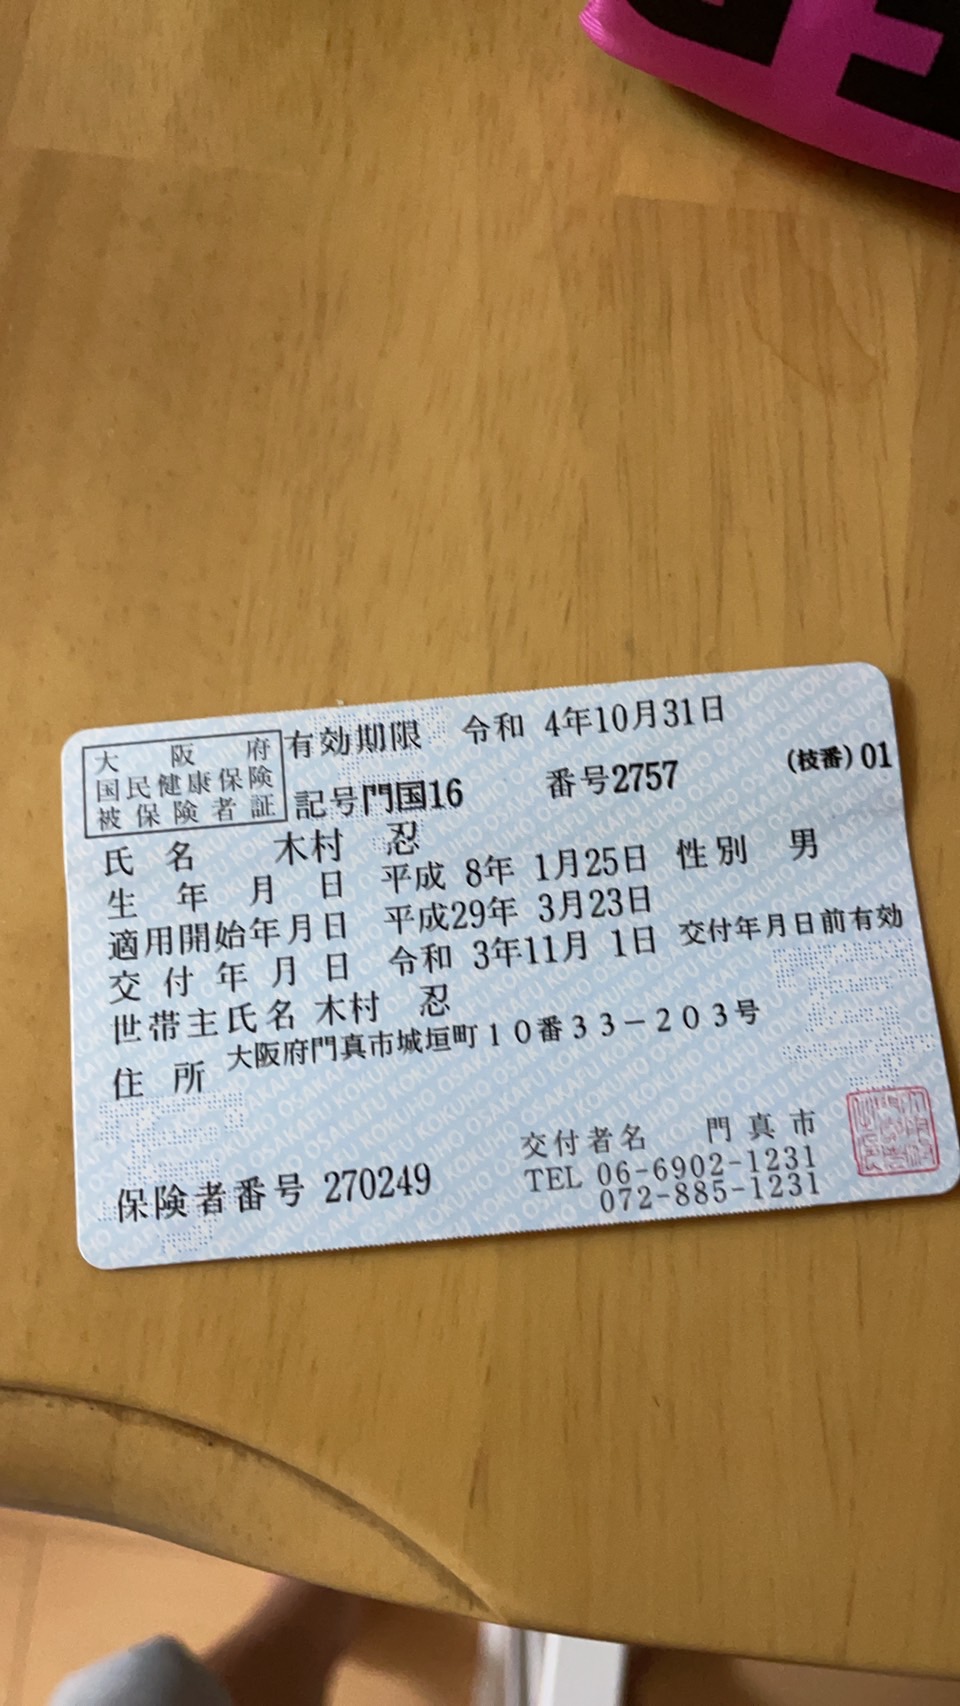 大阪府
国民健康保険
被保険者証
有効期限 令和 4年10月31日
記号門国16 番号2757 (枝番)01
氏名 木村 忍
生年月日 平成 8年 1月25日 性別 男
適用開始年月日 平成29年 3月23日
交付年月日 令和 3年11月 1日 交付年月日前有効
世帯主氏名 木村 忍
住所 大阪府門真市城垣町10番33-203号
保険者番号 270249
交付者名 門真市
TEL 06-6902-1231
072-885-1231